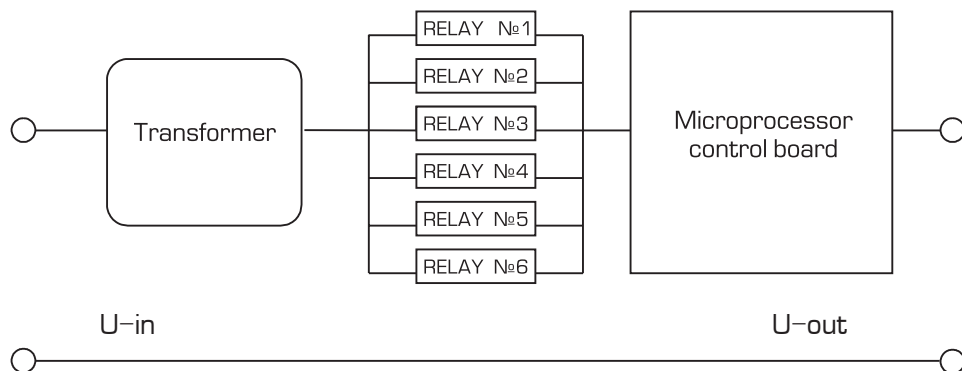 RELAY №1
RELAY №2
Transformer
RELAY №3
Microprocessor
control board
RELAY №4
RELAY №5
RELAY №6
U-in
U-out